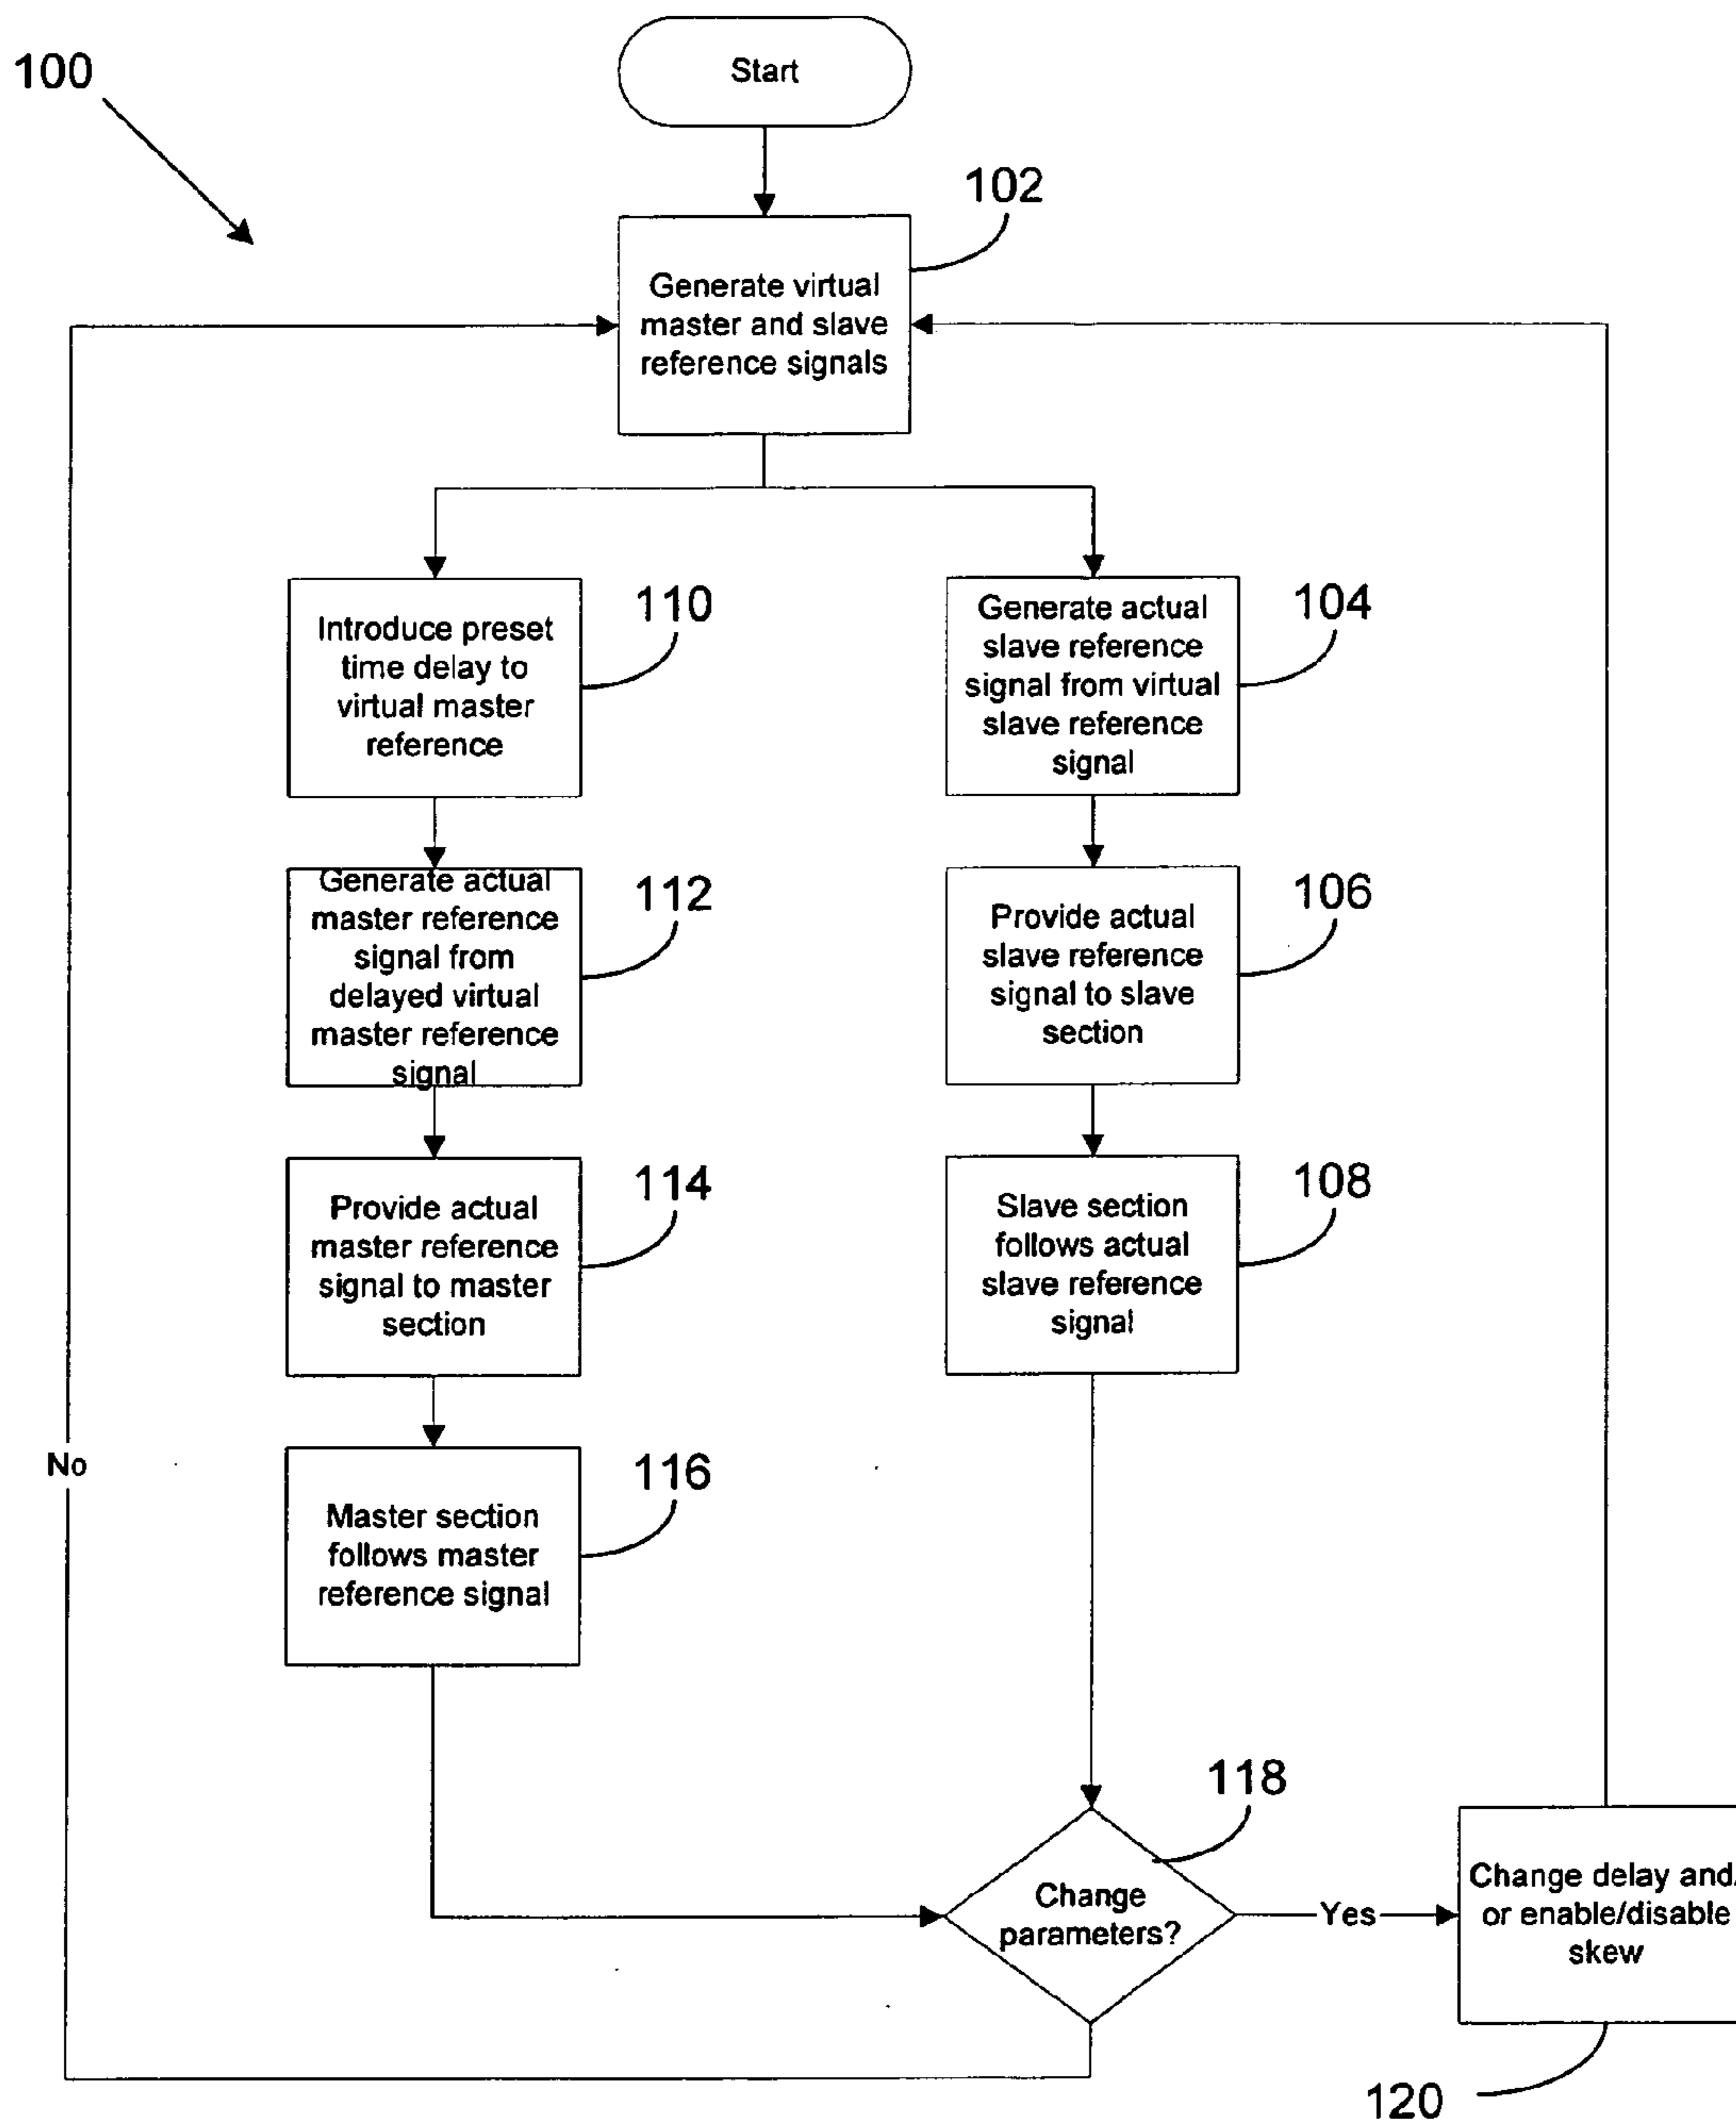 100
Start
102
Generate virtual
master and slave
reference signals
110
Introduce preset
time delay to
virtual master
reference
104
Generate actual
slave reference
signal from virtual
slave reference
signal
112
Generate actual
master reference
signal from
delayed virtual
master reference
signal
106
Provide actual
slave reference
signal to slave
section
114
Provide actual
master reference
signal to master
section
108
Slave section
follows actual
slave reference
signal
No
116
Master section
follows master
reference signal
118
Change
parameters?
Yes
Change delay and/
or enable/disable
skew
120